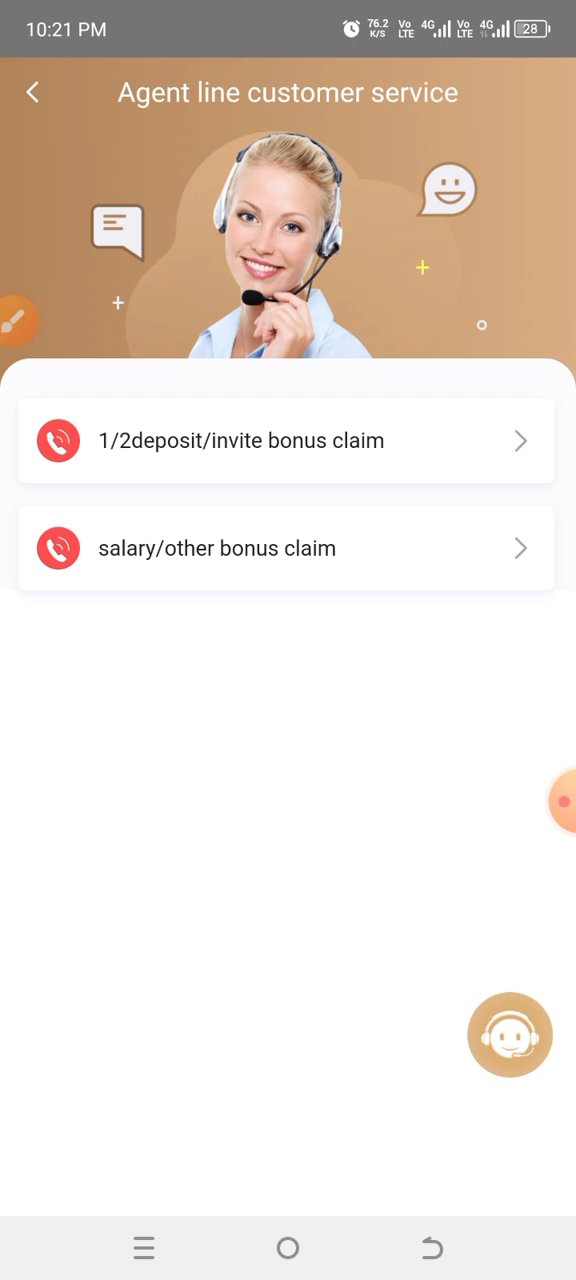 10:21 PM
76.2 K/S
Vo LTE
4G
Vo LTE
4G
28
Agent line customer service
1/2deposit/invite bonus claim
salary/other bonus claim